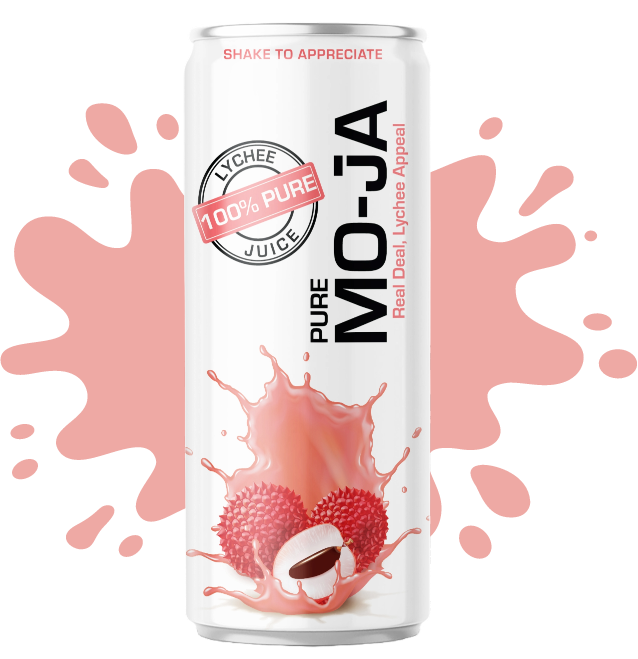 SHAKE TO APPRECIATE
LYCHEE
100% PURE
JUICE
PURE
MO-JA
Real Deal, Lychee Appeal